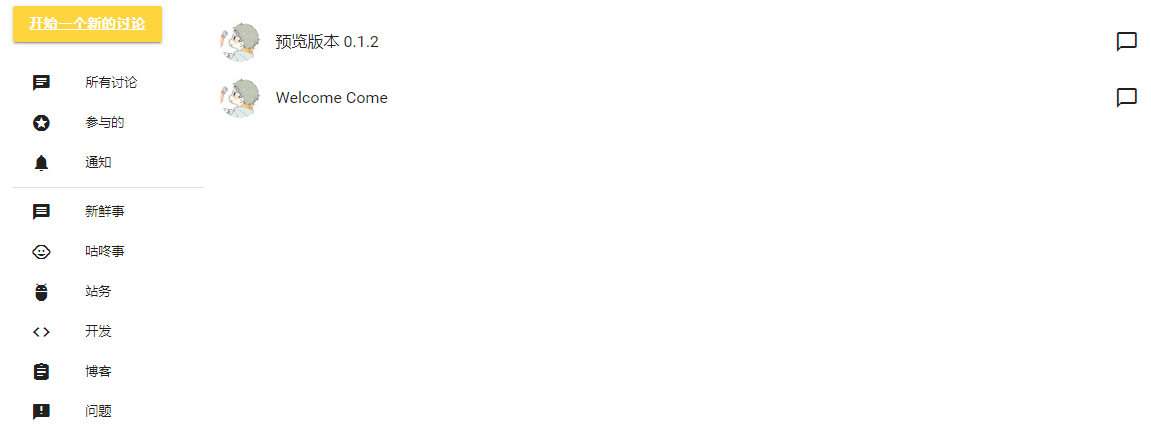 开始一个新的讨论
所有讨论
参与的
通知
新鲜事
咕咚事
站务
开发
博客
问题
预览版本 0.1.2
Welcome Come